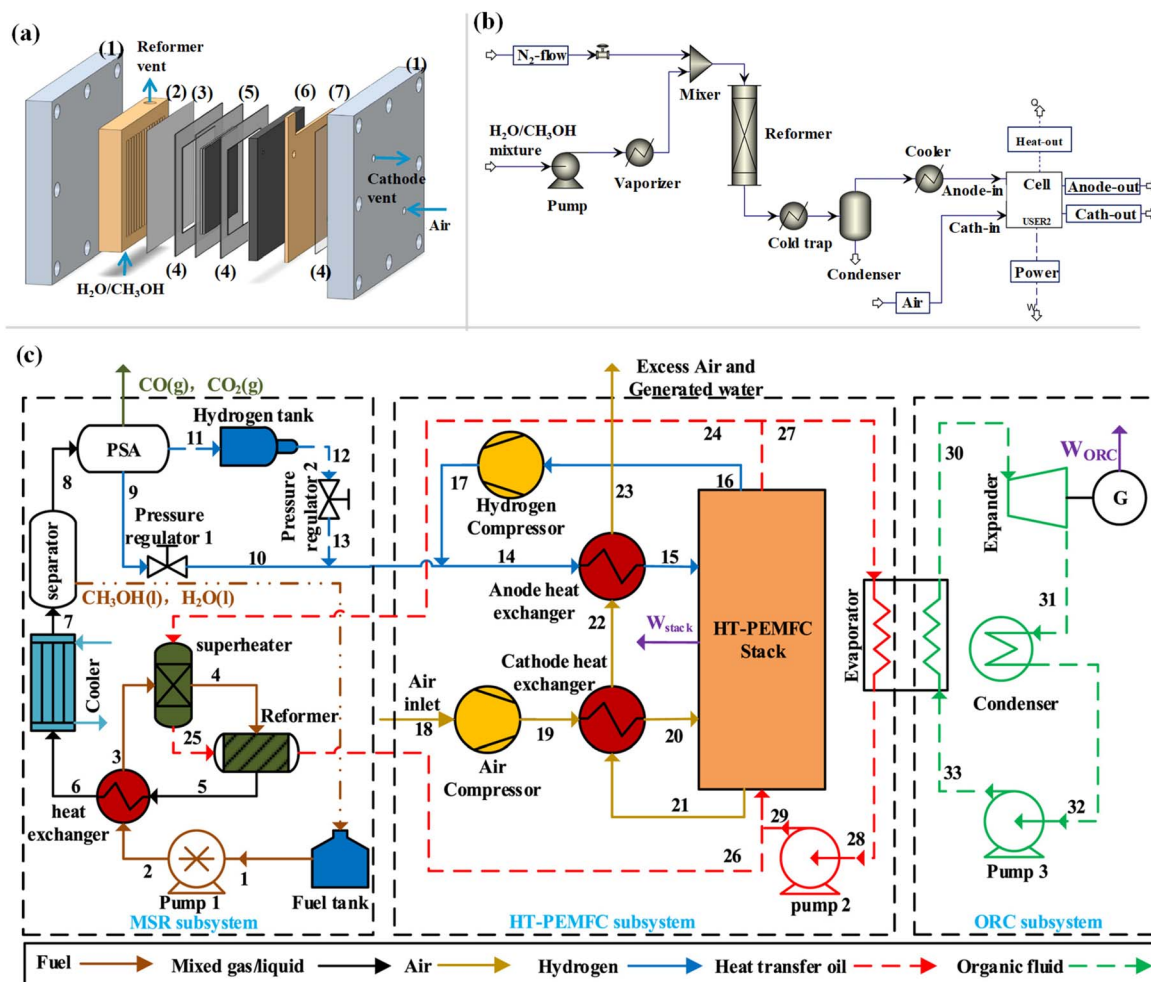 (a)
(1)
Reformer
vent
(2)
(3)
(5)
(6)
(7)
(1)
Cathode
vent
Air
(4)
(4)
(4)
H₂O/CH₃OH
(b)
N₂-flow
Mixer
H₂O/CH₃OH
mixture
Pump
Vaporizer
Reformer
Cold trap
Condenser
Cooler
Anode-in
Cath-in
Air
Q
Heat-out
Cell
USER2
Anode-out
Cath-out
Power
W
(c)
CO(g), CO₂(g)
Hydrogen tank
PSA
11
12
8
9
Pressure
regulator 1
Pressure
regulator 2
13
10
separator
CH₃OH(l), H₂O(l)
7
superheater
Cooler
4
Reformer
25
3
6
5
heat
exchanger
2
1
Pump 1
Fuel tank
MSR subsystem
Excess Air and
Generated water
24
27
17
Hydrogen
Compressor
23
16
14
15
Anode heat
exchanger
22
Wstack
HT-PEMFC
Stack
Cathode heat
exchanger
Air
inlet
18
19
20
Air
Compressor
21
29
28
26
pump 2
HT-PEMFC subsystem
Evaporator
30
WORC
Expander
G
31
Condenser
33
32
Pump 3
ORC subsystem
Fuel
Mixed gas/liquid
Air
Hydrogen
Heat transfer oil
Organic fluid